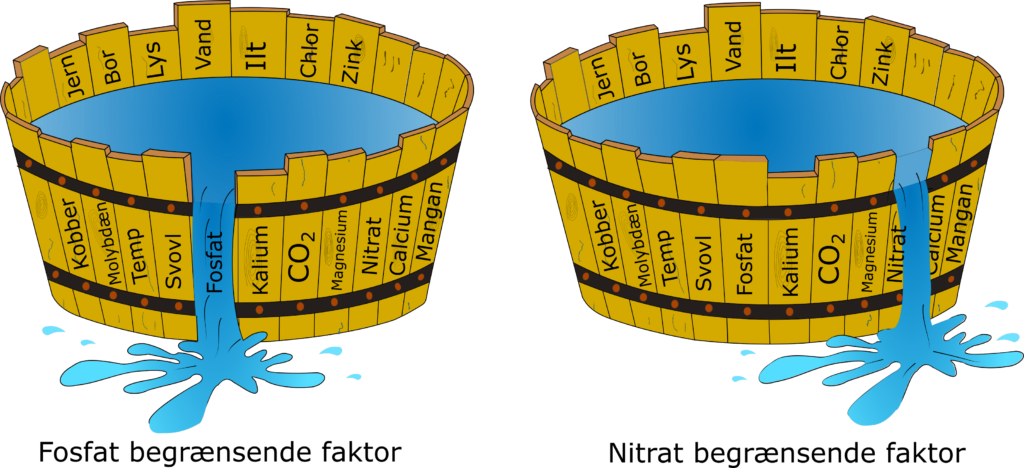 Jern
Bor
Lys
Vand
Ilt
Chlor
Zink
Kobber
Molybdæn
Temp
Svovl
Fosfat
Kalium
CO₂
Magnesium
Nitrat
Calcium
Mangan
Fosfat begrænsende faktor
Jern
Bor
Lys
Vand
Ilt
Chlor
Zink
Kobber
Molybdæn
Temp
Svovl
Fosfat
Kalium
CO₂
Magnesium
Nitrat
Calcium
Mangan
Nitrat begrænsende faktor